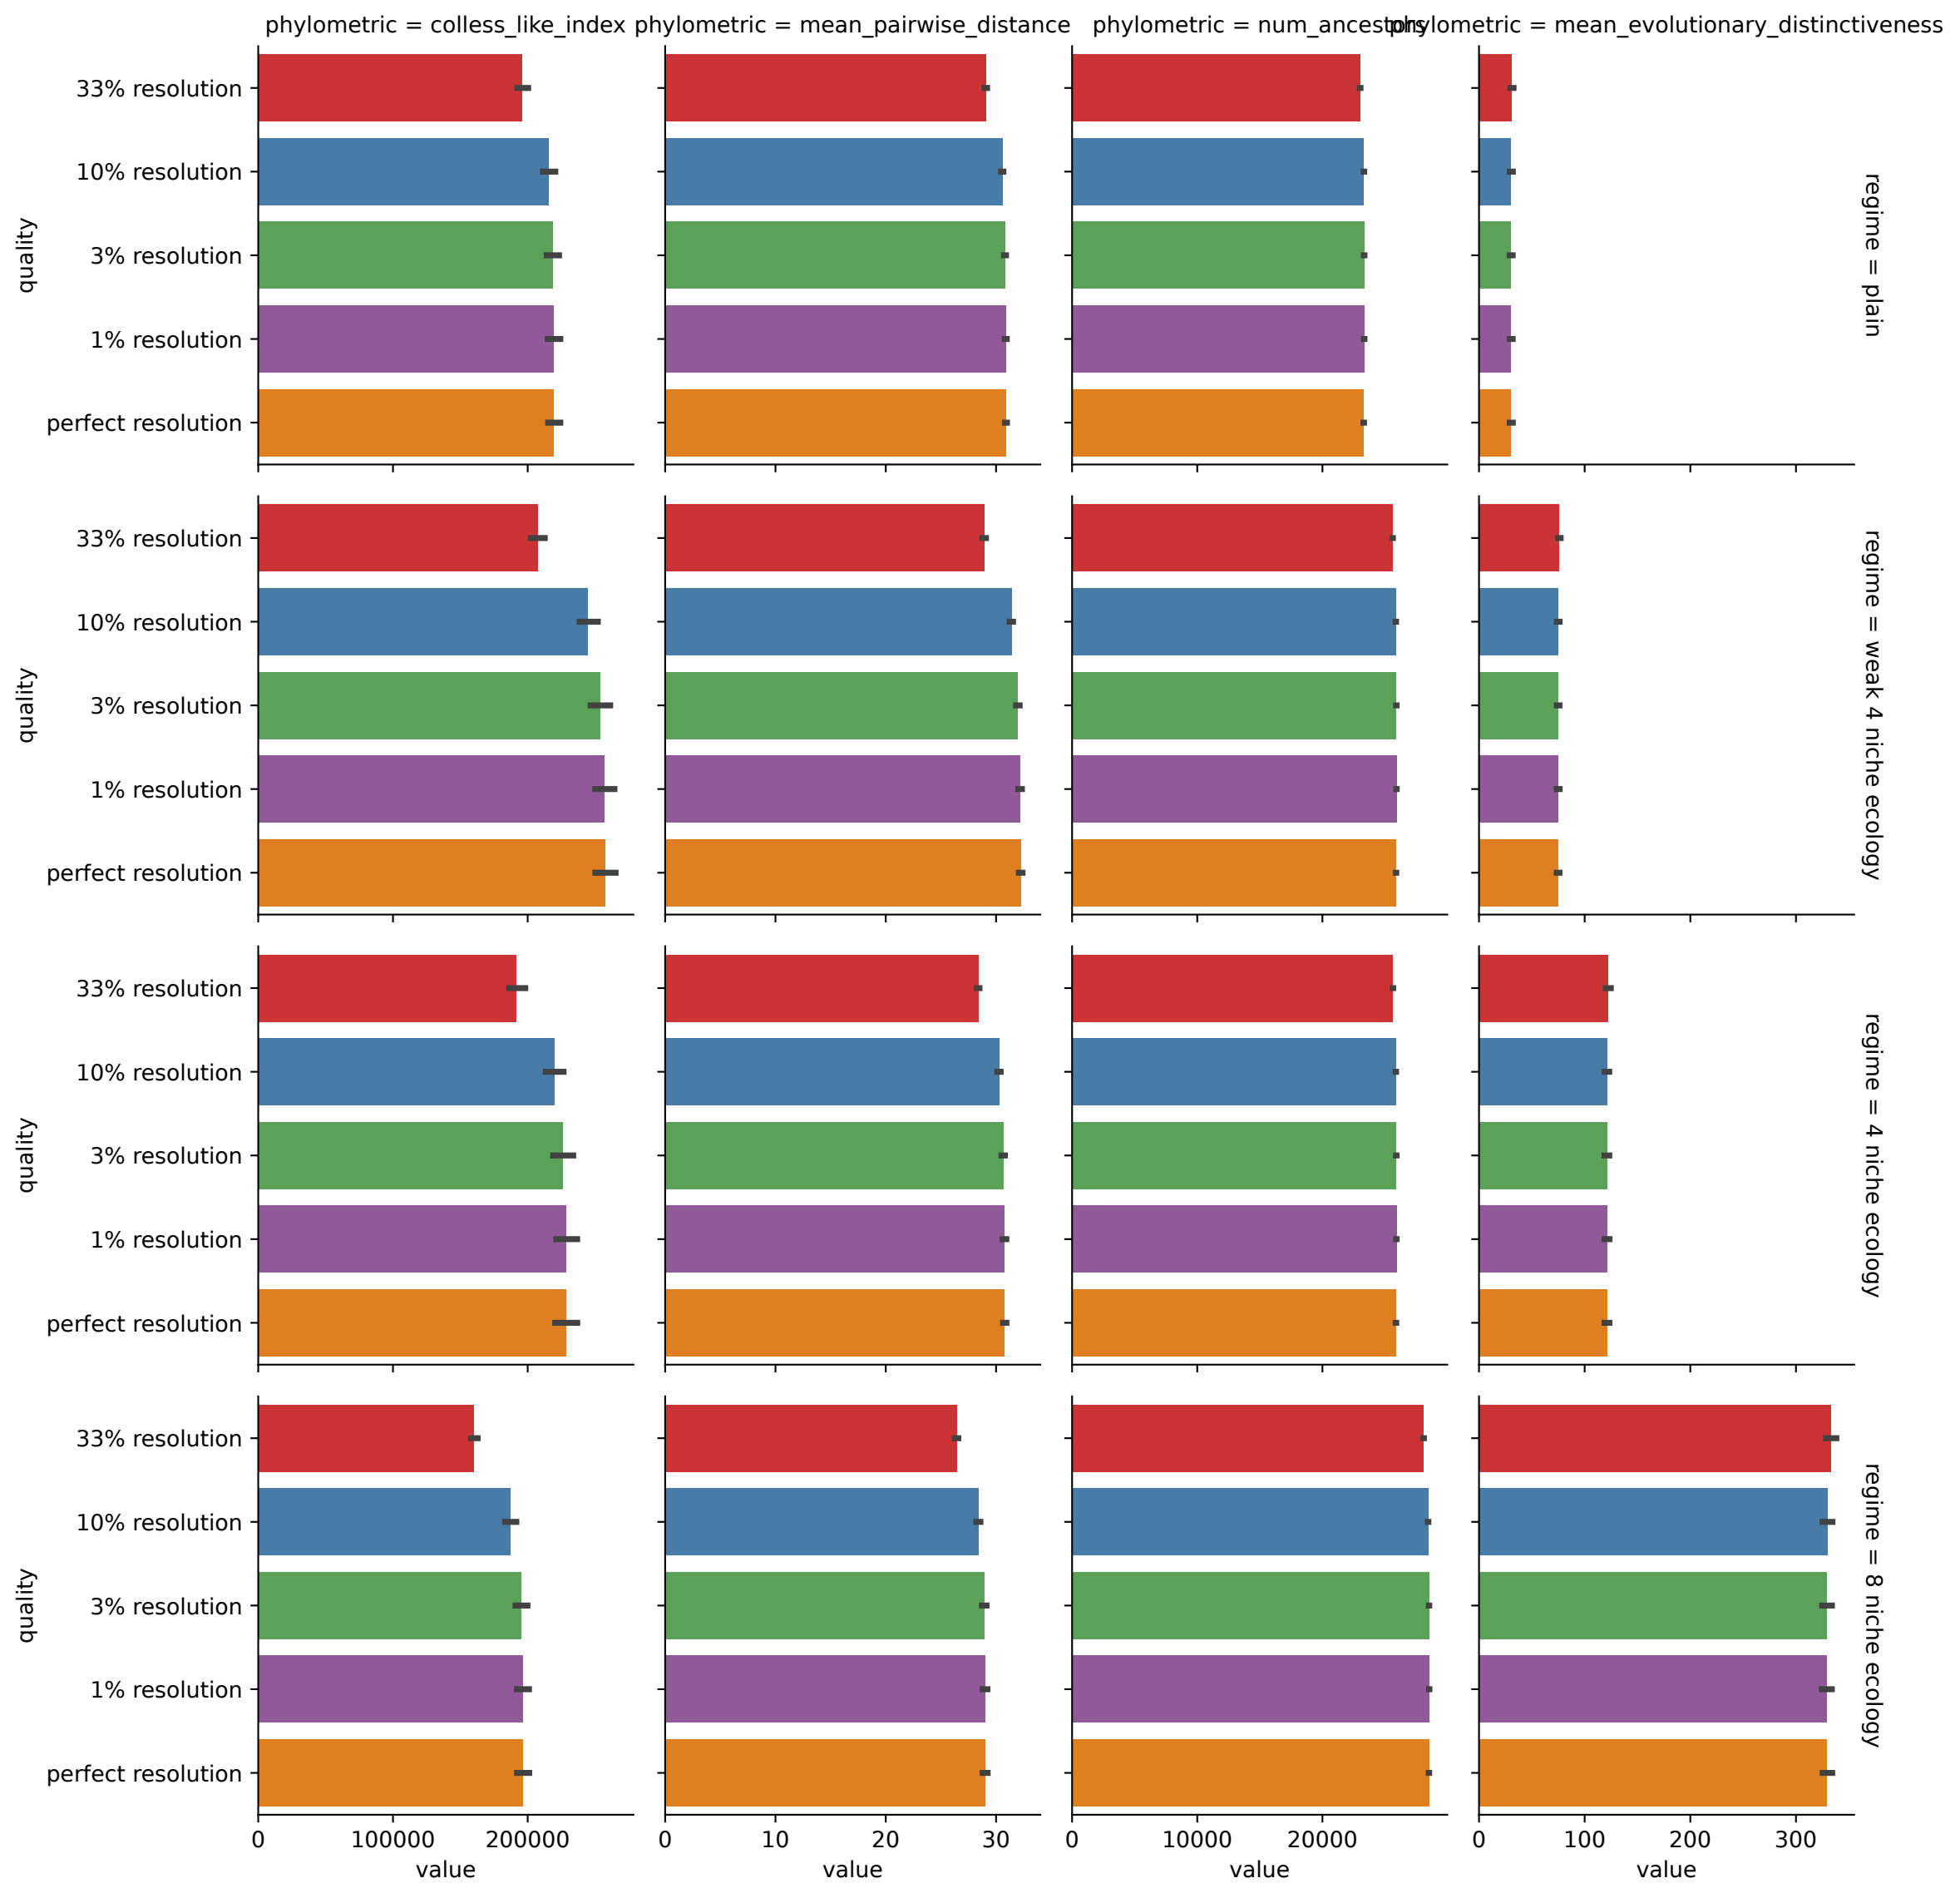 phylometric = colless_like_index
phylometric = mean_pairwise_distance
phylometric = num_ancestors
phylometric = mean_evolutionary_distinctiveness
quality
33% resolution
10% resolution
3% resolution
1% resolution
perfect resolution
regime = plain
quality
33% resolution
10% resolution
3% resolution
1% resolution
perfect resolution
regime = weak 4 niche ecology
quality
33% resolution
10% resolution
3% resolution
1% resolution
perfect resolution
regime = 4 niche ecology
quality
33% resolution
10% resolution
3% resolution
1% resolution
perfect resolution
regime = 8 niche ecology
0 100000 200000
value
0 10 20 30
value
0 10000 20000
value
0 100 200 300
value